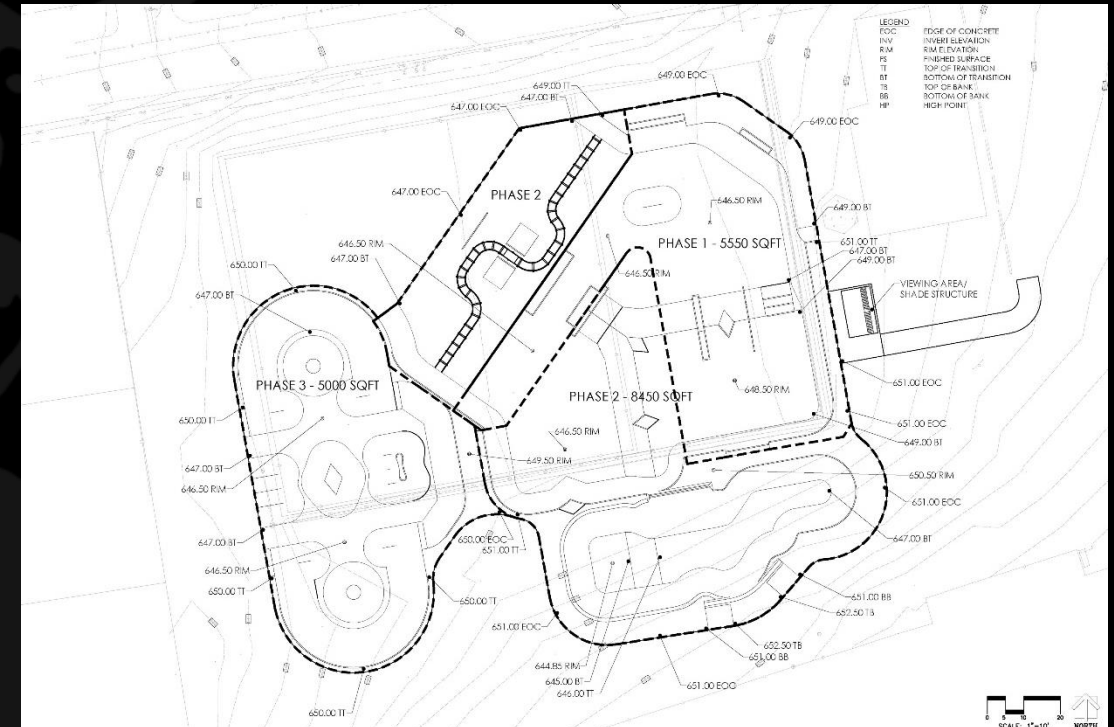 LEGEND
EOC EDGE OF CONCRETE
INV INVERT ELEVATION
RIM RIM ELEVATION
FS FINISHED SURFACE
TT TOP OF TRANSITION
BT BOTTOM OF TRANSITION
TB TOP OF BANK
BB BOTTOM OF BANK
HP HIGH POINT
649.00 EOC
649.00 TT
647.00 BT
647.00 EOC
649.00 EOC
647.00 EOC
PHASE 2
646.50 RIM
649.00 BT
646.50 RIM
647.00 BT
PHASE 1 - 5550 SQFT
651.00 TT
647.00 BT
649.00 BT
650.00 TT
646.50 RIM
647.00 BT
VIEWING AREA/
SHADE STRUCTURE
PHASE 3 - 5000 SQFT
PHASE 2 - 8450 SQFT
648.50 RIM
651.00 EOC
650.00 TT
651.00 EOC
646.50 RIM
649.00 BT
647.00 BT
649.50 RIM
650.50 RIM
646.50 RIM
651.00 EOC
647.00 BT
650.00 EOC
651.00 TT
647.00 BT
646.50 RIM
650.00 TT
650.00 TT
651.00 BB
652.50 TB
651.00 EOC
652.50 TB
651.00 BB
644.85 RIM
645.00 BT
646.00 TT
651.00 EOC
650.00 TT
0 5 10 20
SCALE: 1"=10'
NORTH